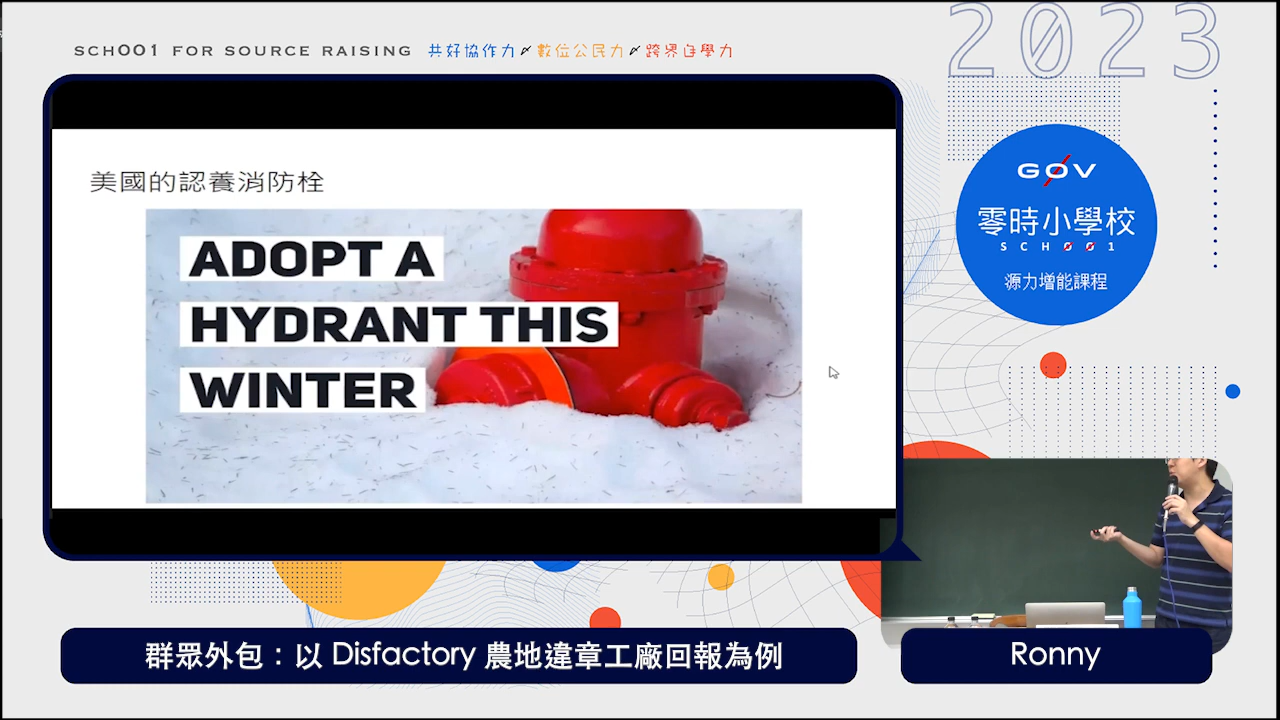 SCH001 FOR SOURCE RAISING 共好協作力 數位公民力 跨界自學力
2023
美國的認養消防栓
ADOPT A
HYDRANT THIS
WINTER
G0V
零時小學校
SCH001
源力增能課程
群眾外包：以 Disfactory 農地違章工廠回報為例
Ronny